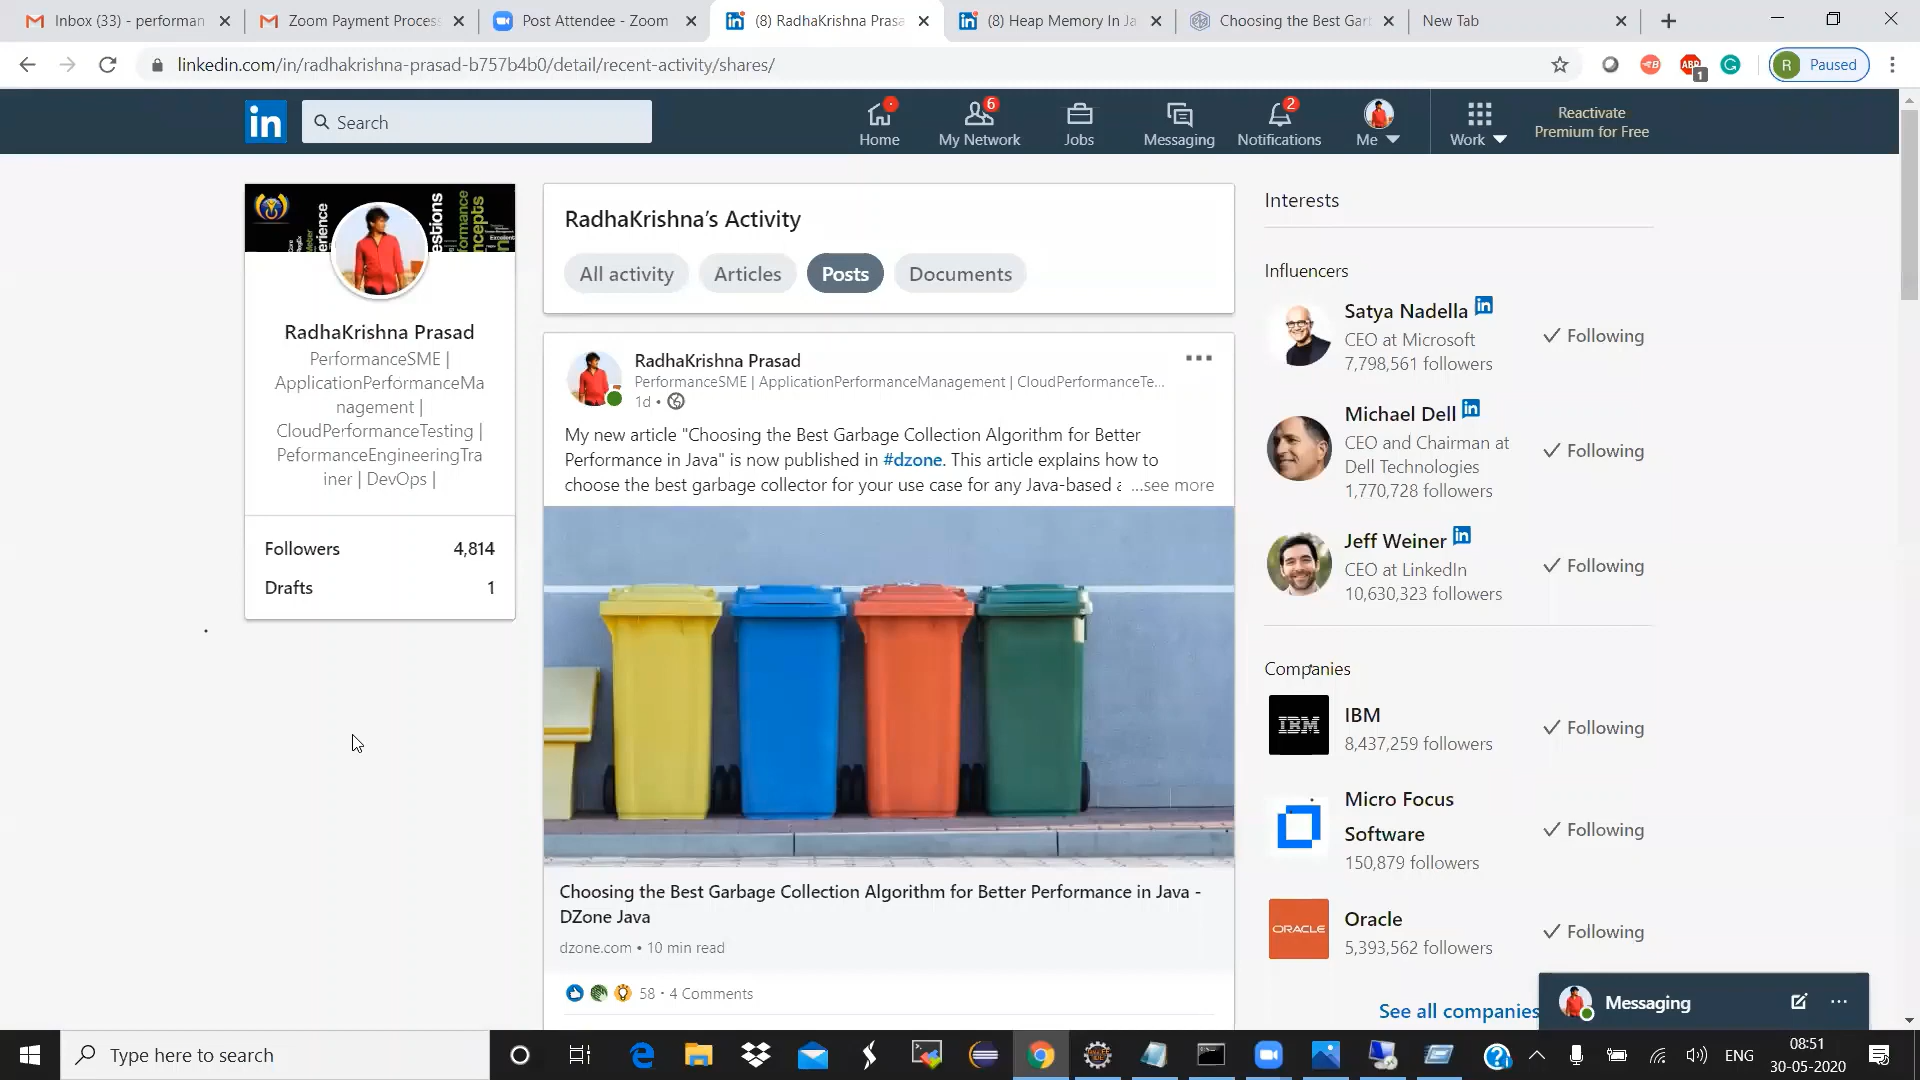 Inbox (33) - performan
Zoom Payment Process
Post Attendee - Zoom
(8) RadhaKrishna Prasa
(8) Heap Memory In Ja
Choosing the Best Gar
New Tab
linkedin.com/in/radhakrishna-prasad-b757b4b0/detail/recent-activity/shares/
ABP
1
R
Paused
in
Search
Home
6
My Network
Jobs
Messaging
2
Notifications
Me
Work
Reactivate
Premium for Free
RadhaKrishna Prasad
PerformanceSME |
ApplicationPerformanceMa
nagement |
CloudPerformanceTesting |
PeformanceEngineeringTra
iner | DevOps |
Followers 4,814
Drafts 1
RadhaKrishna’s Activity
All activity
Articles
Posts
Documents
RadhaKrishna Prasad
PerformanceSME | ApplicationPerformanceManagement | CloudPerformanceTe...
1d •
My new article "Choosing the Best Garbage Collection Algorithm for Better
Performance in Java" is now published in #dzone. This article explains how to
choose the best garbage collector for your use case for any Java-based a ...see more
Choosing the Best Garbage Collection Algorithm for Better Performance in Java -
DZone Java
dzone.com • 10 min read
58 · 4 Comments
Interests
Influencers
Satya Nadella in
CEO at Microsoft
7,798,561 followers
Following
Michael Dell in
CEO and Chairman at
Dell Technologies
1,770,728 followers
Following
Jeff Weiner in
CEO at LinkedIn
10,630,323 followers
Following
Companies
IBM
IBM
8,437,259 followers
Following
Micro Focus
Software
150,879 followers
Following
ORACLE
Oracle
5,393,562 followers
Following
See all companies
Messaging
Type here to search
ENG
08:51
30-05-2020